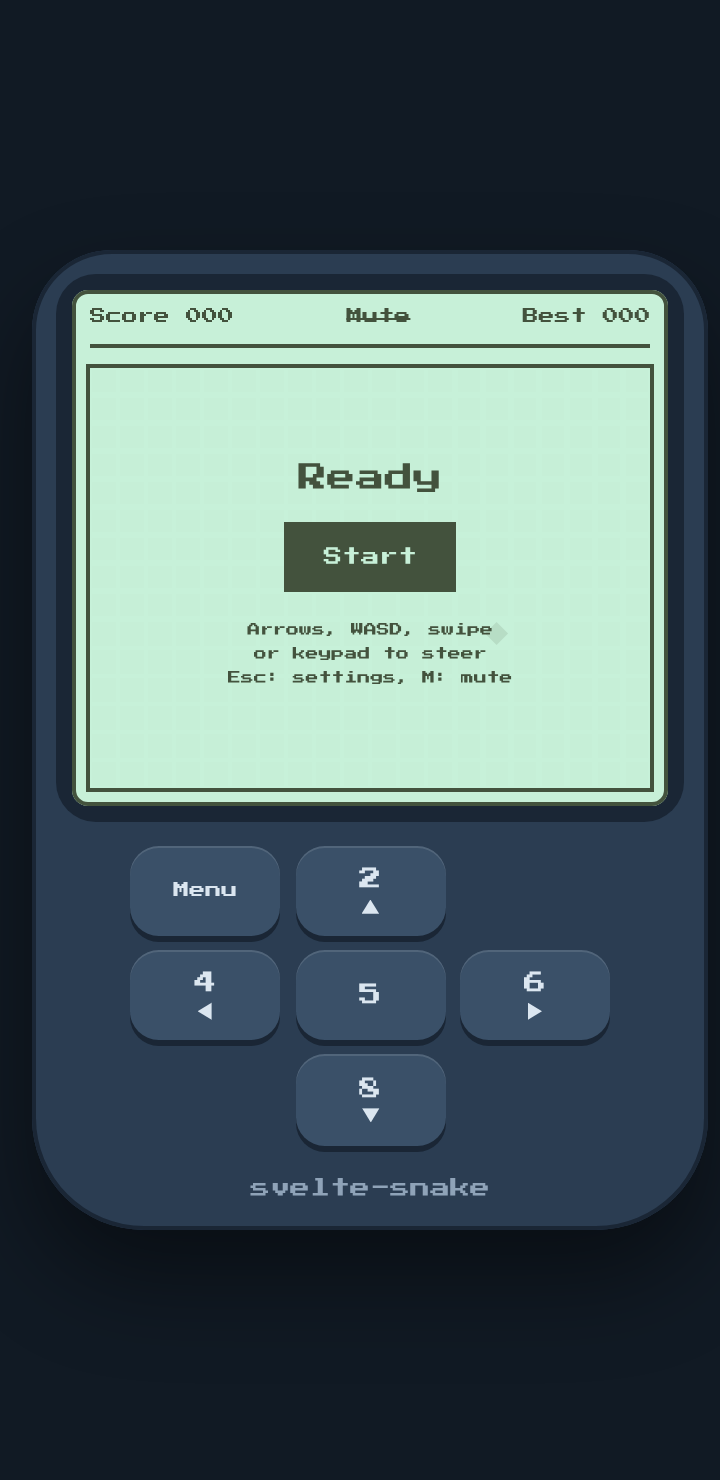 Score 000 Mute Best 000
Ready
Start
Arrows, WASD, swipe
or keypad to steer
Esc: settings, M: mute
Menu
2
4
5
6
8
svelte-snake